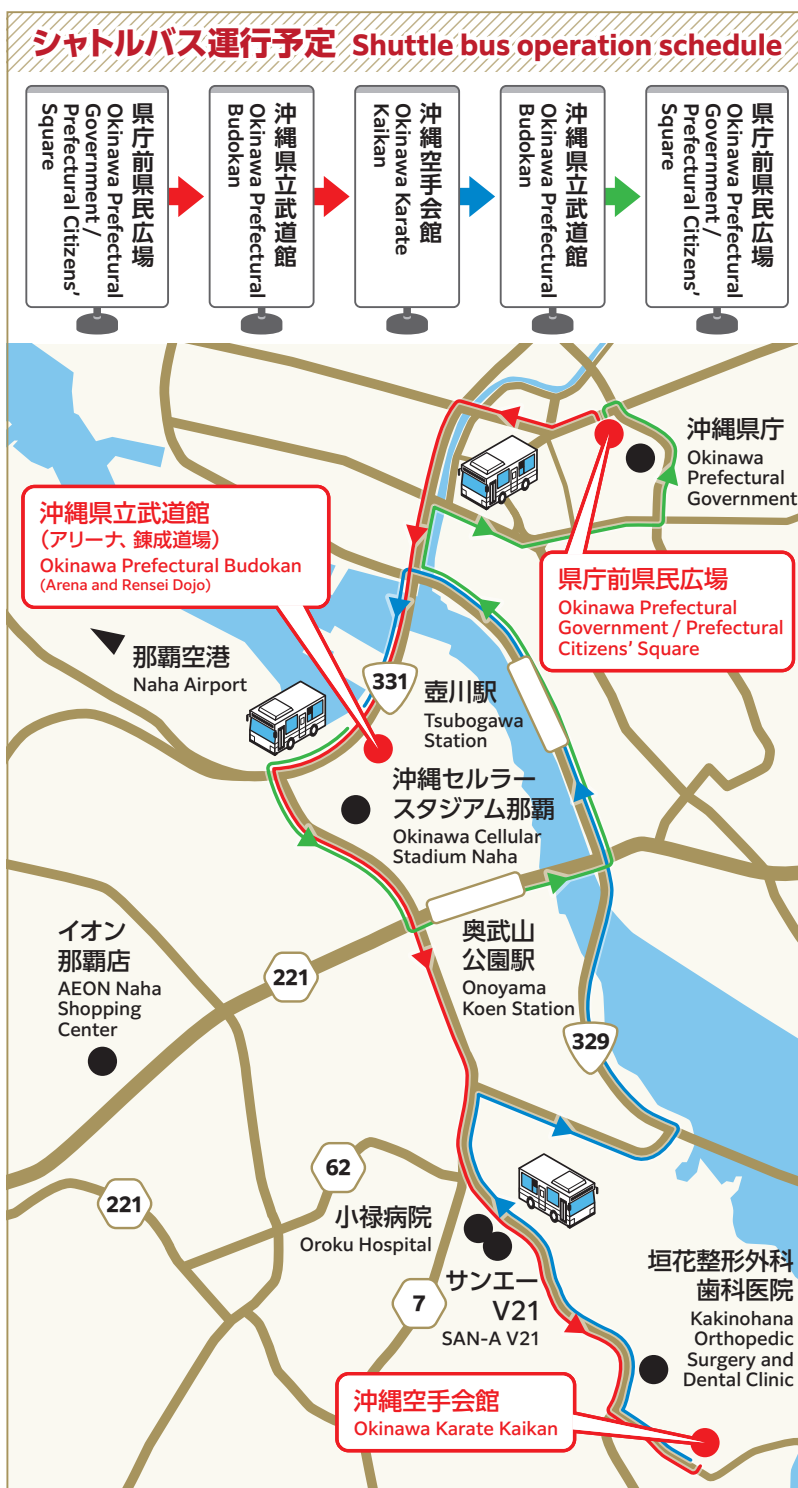 シャトルバス運行予定 Shuttle bus operation schedule
県庁前県民広場
Okinawa Prefectural
Government /
Prefectural Citizens’
Square
沖縄県立武道館
Okinawa Prefectural
Budokan
沖縄空手会館
Okinawa Karate
Kaikan
沖縄県立武道館
Okinawa Prefectural
Budokan
県庁前県民広場
Okinawa Prefectural
Government /
Prefectural Citizens’
Square
沖縄県庁
Okinawa
Prefectural
Government
沖縄県立武道館
(アリーナ、錬成道場)
Okinawa Prefectural Budokan
(Arena and Rensei Dojo)
県庁前県民広場
Okinawa Prefectural
Government / Prefectural
Citizens’ Square
那覇空港
Naha Airport
331
壺川駅
Tsubogawa
Station
沖縄セルラー
スタジアム那覇
Okinawa Cellular
Stadium Naha
イオン
那覇店
AEON Naha
Shopping
Center
221
奥武山
公園駅
Onoyama
Koen Station
329
62
221
小禄病院
Oroku Hospital
7
サンエー
V21
SAN-A V21
垣花整形外科
歯科医院
Kakinohana
Orthopedic
Surgery and
Dental Clinic
沖縄空手会館
Okinawa Karate Kaikan